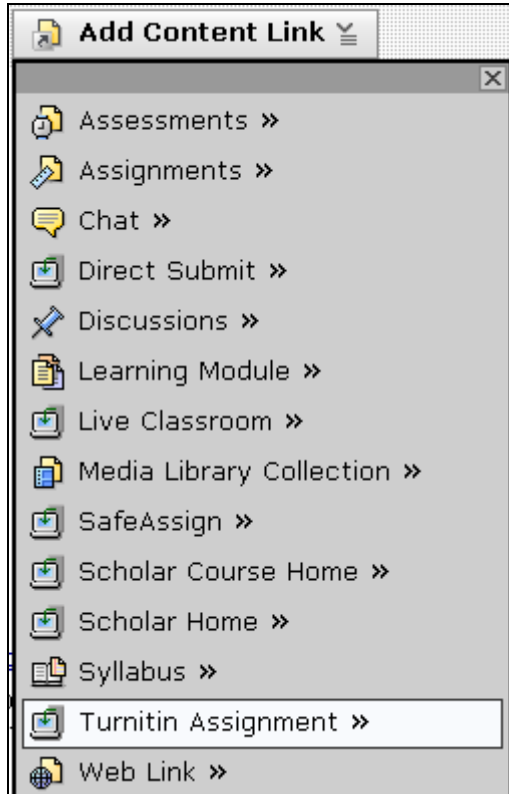 Add Content Link
Assessments »
Assignments »
Chat »
Direct Submit »
Discussions »
Learning Module »
Live Classroom »
Media Library Collection »
SafeAssign »
Scholar Course Home »
Scholar Home »
Syllabus »
Turnitin Assignment »
Web Link »